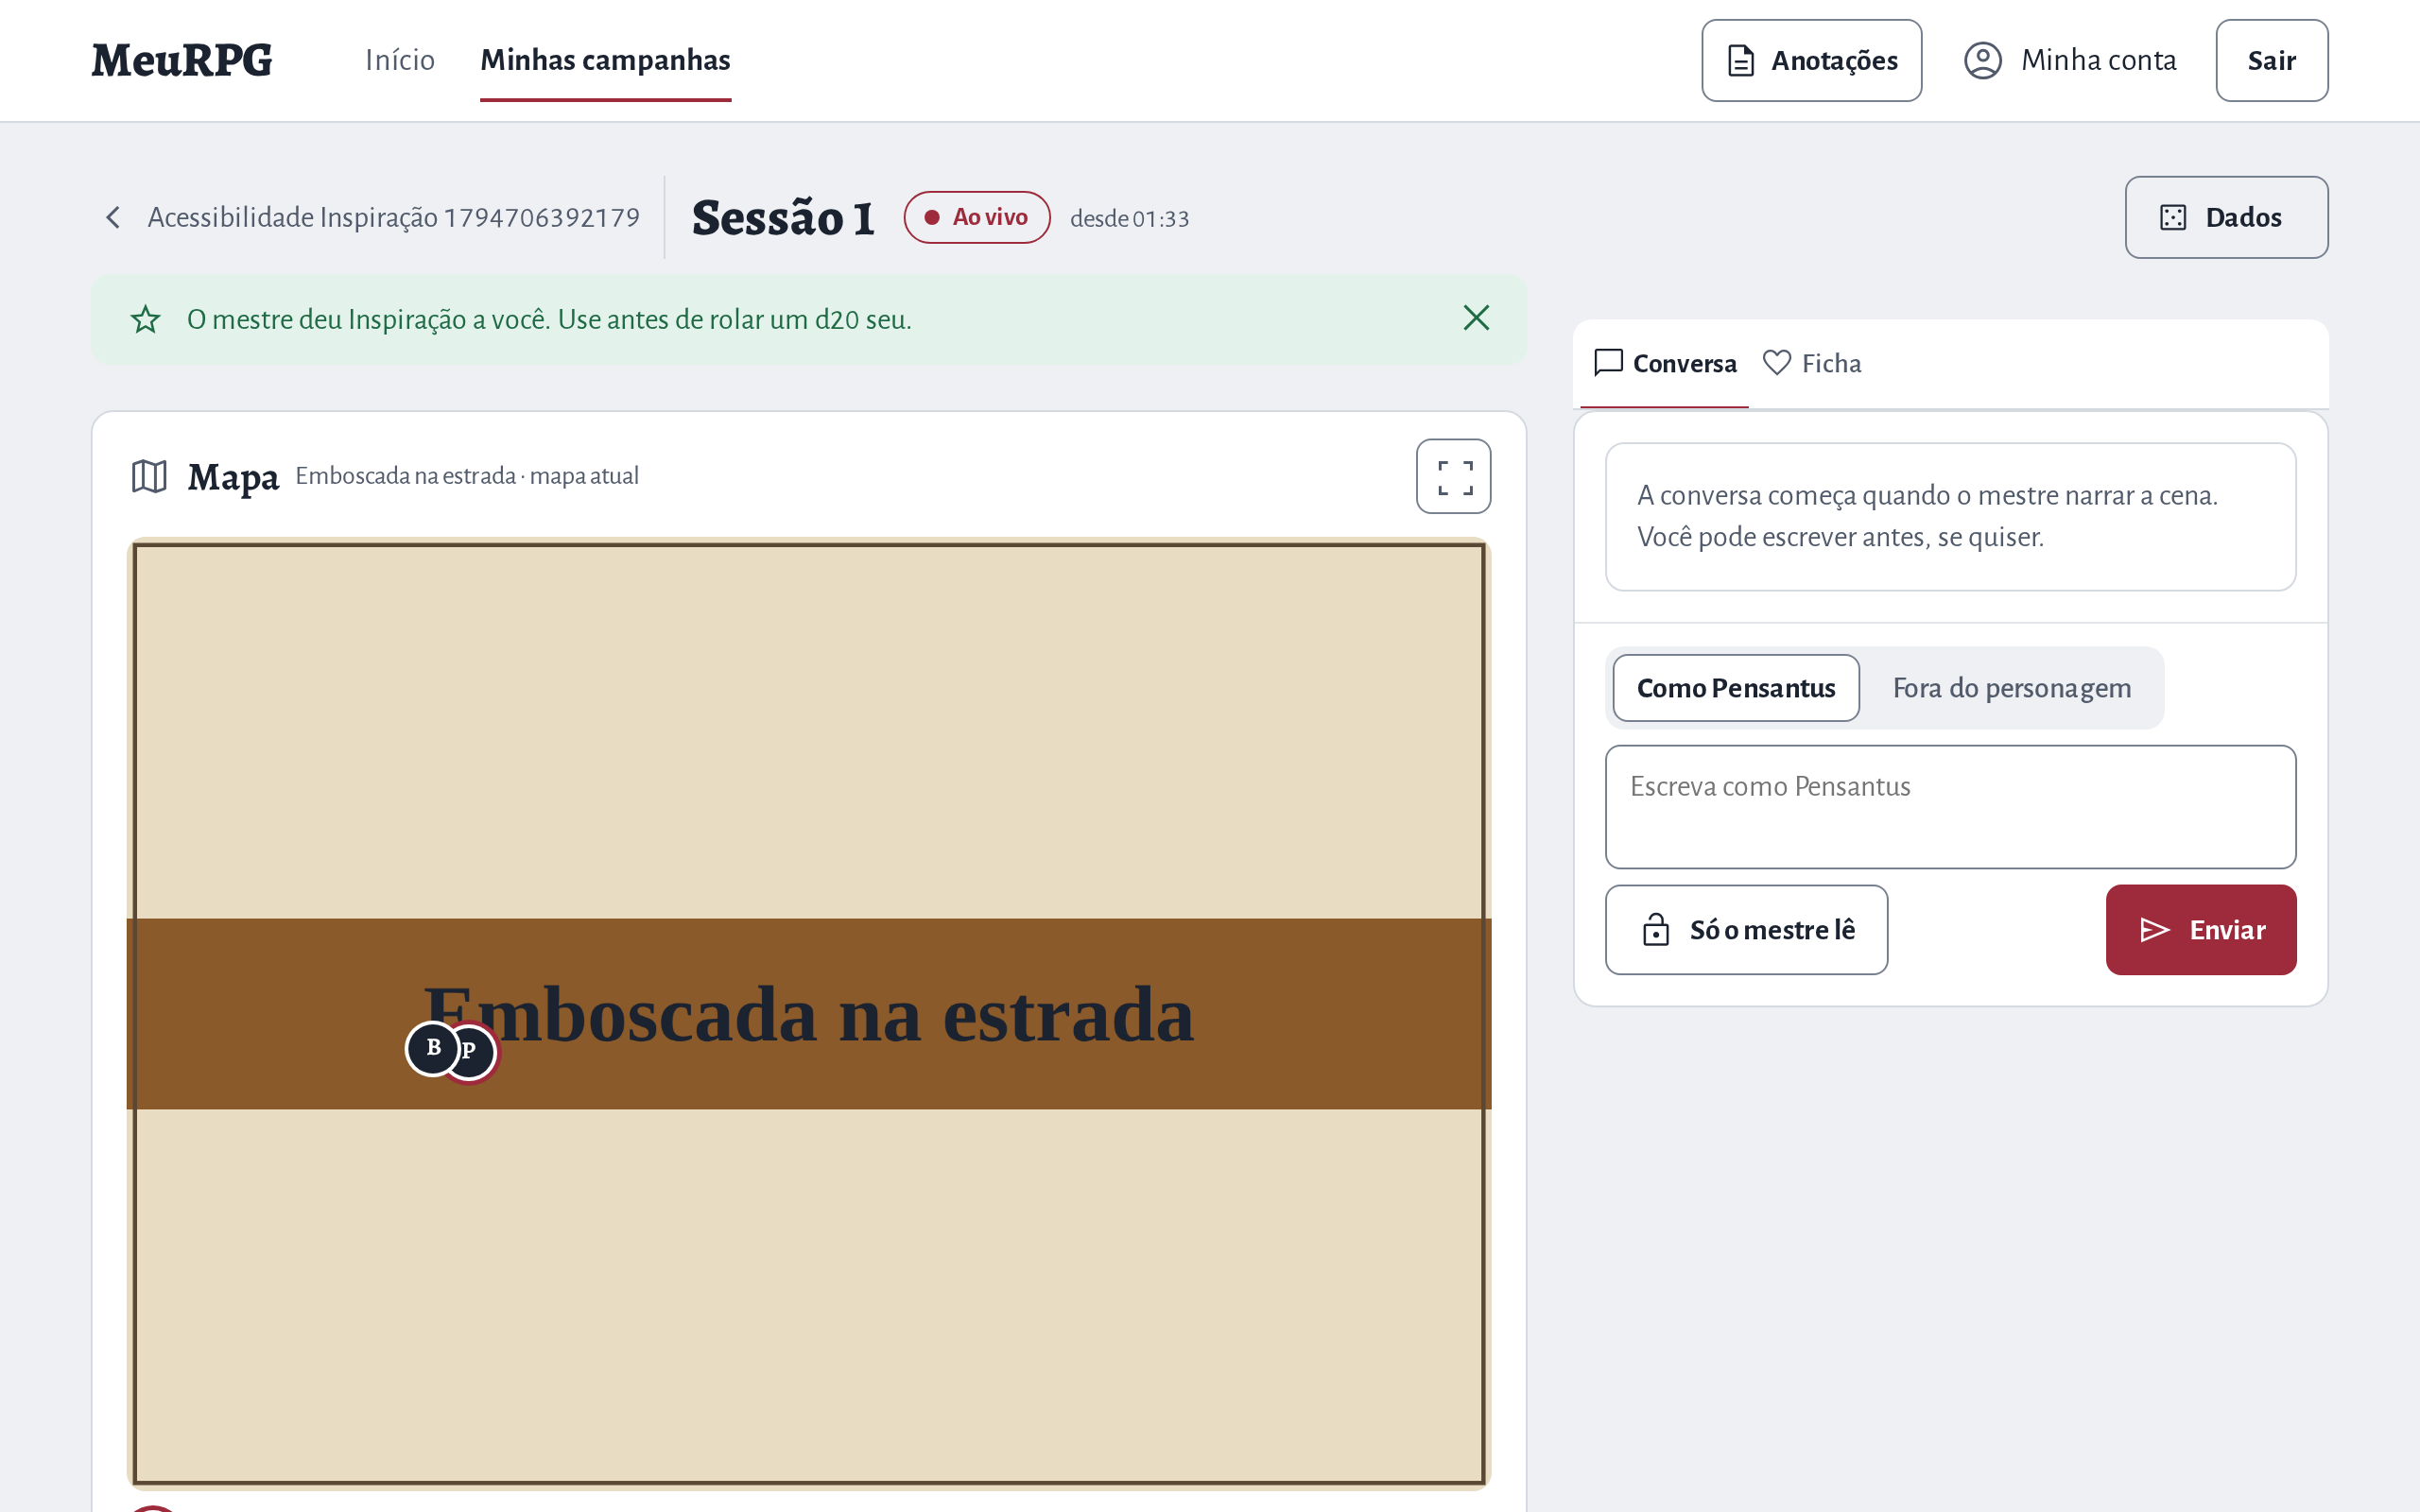 MeuRPG
Início
Minhas campanhas
Anotações
Minha conta
Sair
Acessibilidade Inspiração 1794706392179
Sessão 1
Ao vivo
desde 01:33
Dados
O mestre deu Inspiração a você. Use antes de rolar um d20 seu.
Conversa
Ficha
Mapa
Emboscada na estrada · mapa atual
A conversa começa quando o mestre narrar a cena.
Você pode escrever antes, se quiser.
Como Pensantus
Fora do personagem
Escreva como Pensantus
Só o mestre lê
Enviar
Emboscada na estrada
B
P